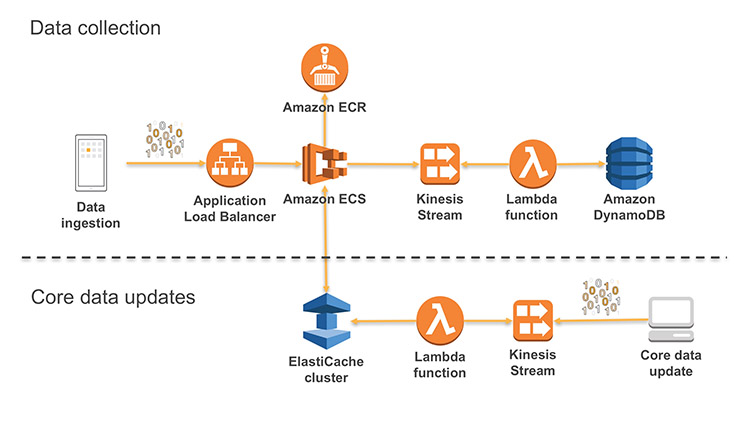 Data collection
Amazon ECR
Data
ingestion
Application
Load Balancer
Amazon ECS
Kinesis
Stream
Lambda
function
Amazon
DynamoDB
Core data updates
ElastiCache
cluster
Lambda
function
Kinesis
Stream
Core data
update